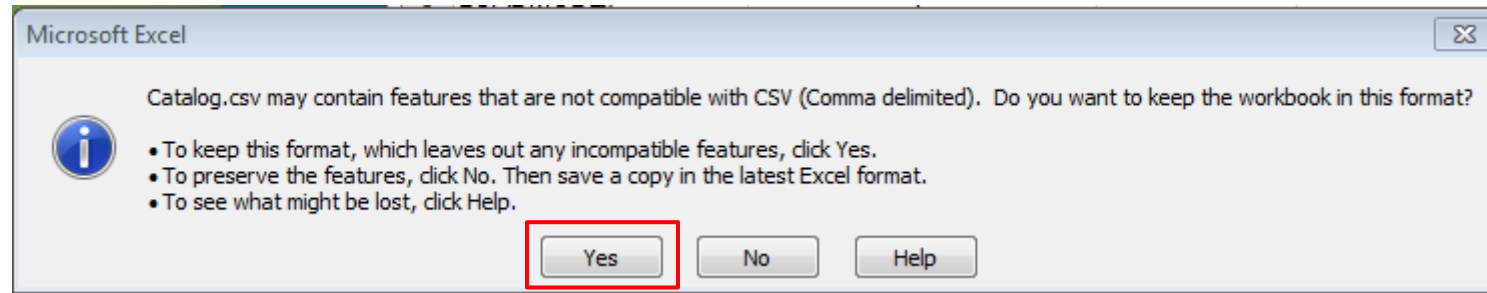 Microsoft Excel
Catalog.csv may contain features that are not compatible with CSV (Comma delimited).  Do you want to keep the workbook in this format?
• To keep this format, which leaves out any incompatible features, click Yes.
• To preserve the features, click No. Then save a copy in the latest Excel format.
• To see what might be lost, click Help.
Yes No Help